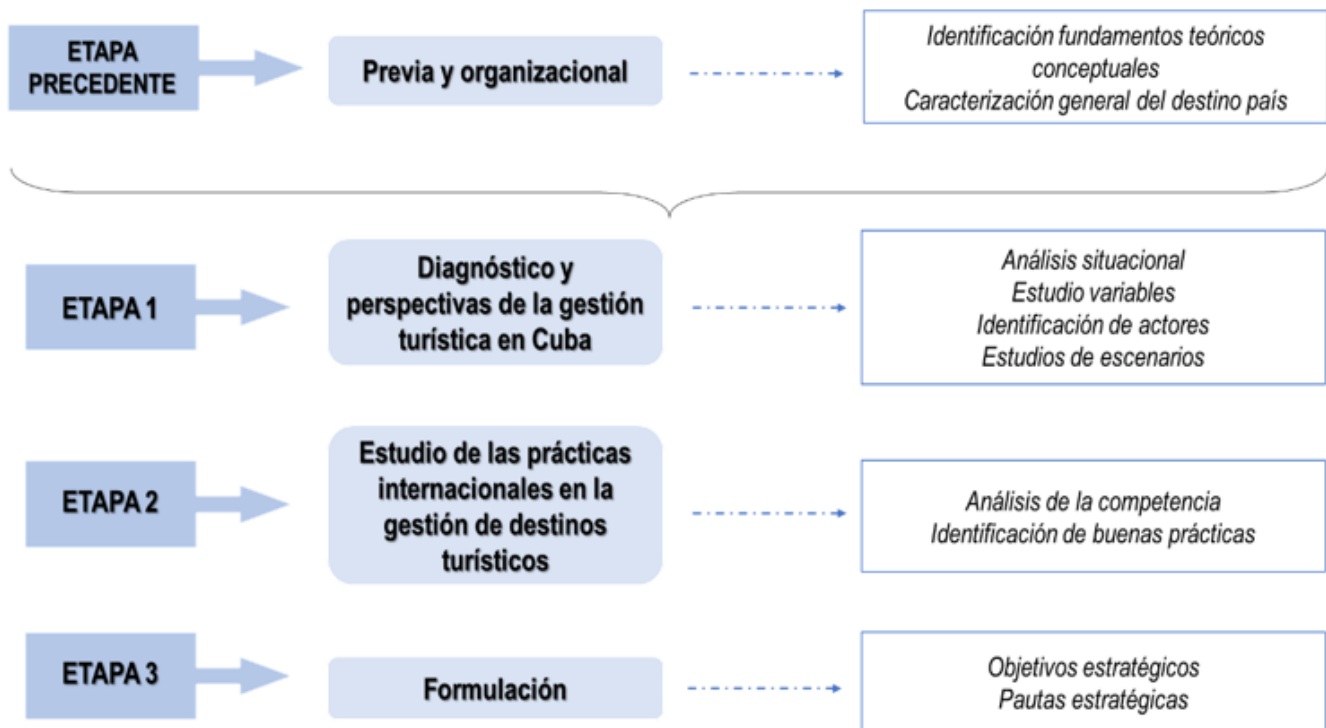 ETAPA
PRECEDENTE
Previa y organizacional
Identificación fundamentos teóricos
conceptuales
Caracterización general del destino país
ETAPA 1
Diagnóstico y
perspectivas de la gestión
turística en Cuba
Análisis situacional
Estudio variables
Identificación de actores
Estudios de escenarios
ETAPA 2
Estudio de las prácticas
internacionales en la
gestión de destinos
turísticos
Análisis de la competencia
Identificación de buenas prácticas
ETAPA 3
Formulación
Objetivos estratégicos
Pautas estratégicas